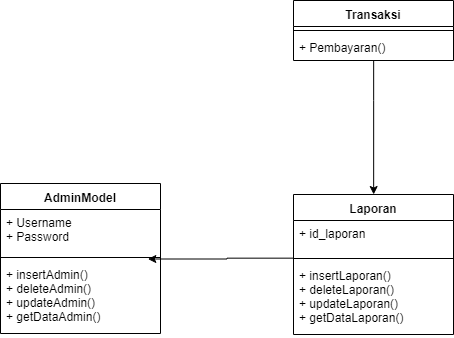 Transaksi
+ Pembayaran()
AdminModel
+ Username
+ Password
+ insertAdmin()
+ deleteAdmin()
+ updateAdmin()
+ getDataAdmin()
Laporan
+ id_laporan
+ insertLaporan()
+ deleteLaporan()
+ updateLaporan()
+ getDataLaporan()